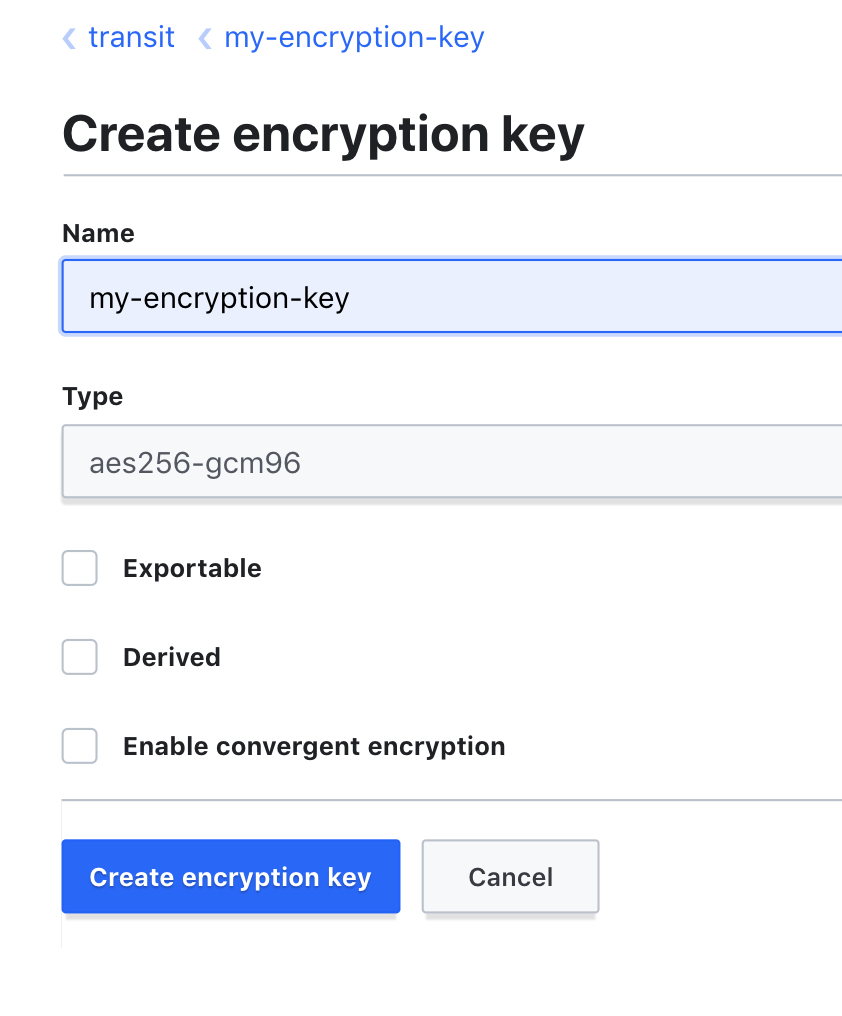 transit my-encryption-key
Create encryption key
Name
my-encryption-key
Type
aes256-gcm96
Exportable
Derived
Enable convergent encryption
Create encryption key Cancel